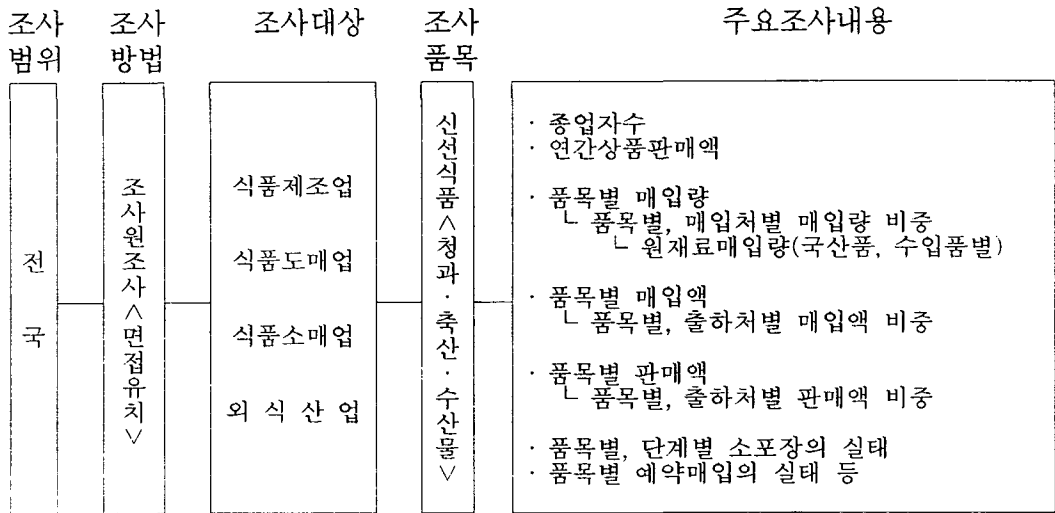 조사 범위
조사 방법
조사대상
조사 품목
주요조사내용
전국
조사원조사<면접유치>
식품제조업
식품도매업
식품소매업
외 식 산 업
신선식품<청과·축산·수산물>
· 종업자수
· 연간상품판매액
· 품목별 매입량
└ 품목별, 매입처별 매입량 비중
└ 원재료매입량(국산품, 수입품별)
· 품목별 매입액
└ 품목별, 출하처별 매입액 비중
· 품목별 판매액
└ 품목별, 출하처별 판매액 비중
· 품목별, 단계별 소포장의 실태
· 품목별 예약매입의 실태 등